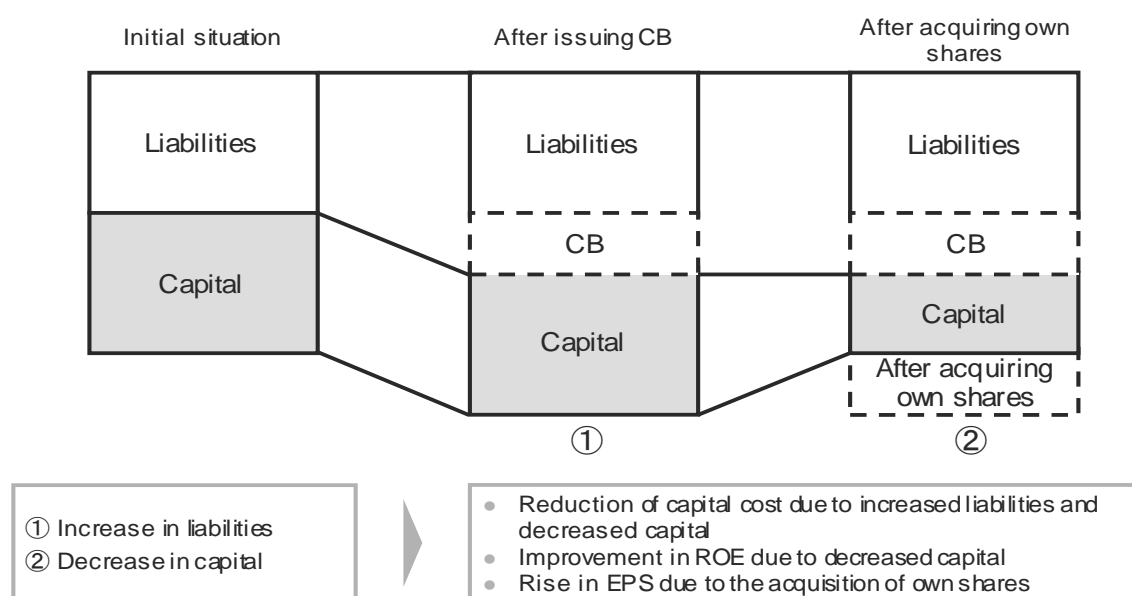 Initial situation
After issuing CB
After acquiring own
shares
Liabilities
Liabilities
Liabilities
CB
CB
Capital
Capital
Capital
After acquiring
own shares
①
②
① Increase in liabilities
② Decrease in capital
● Reduction of capital cost due to increased liabilities and
decreased capital
● Improvement in ROE due to decreased capital
● Rise in EPS due to the acquisition of own shares